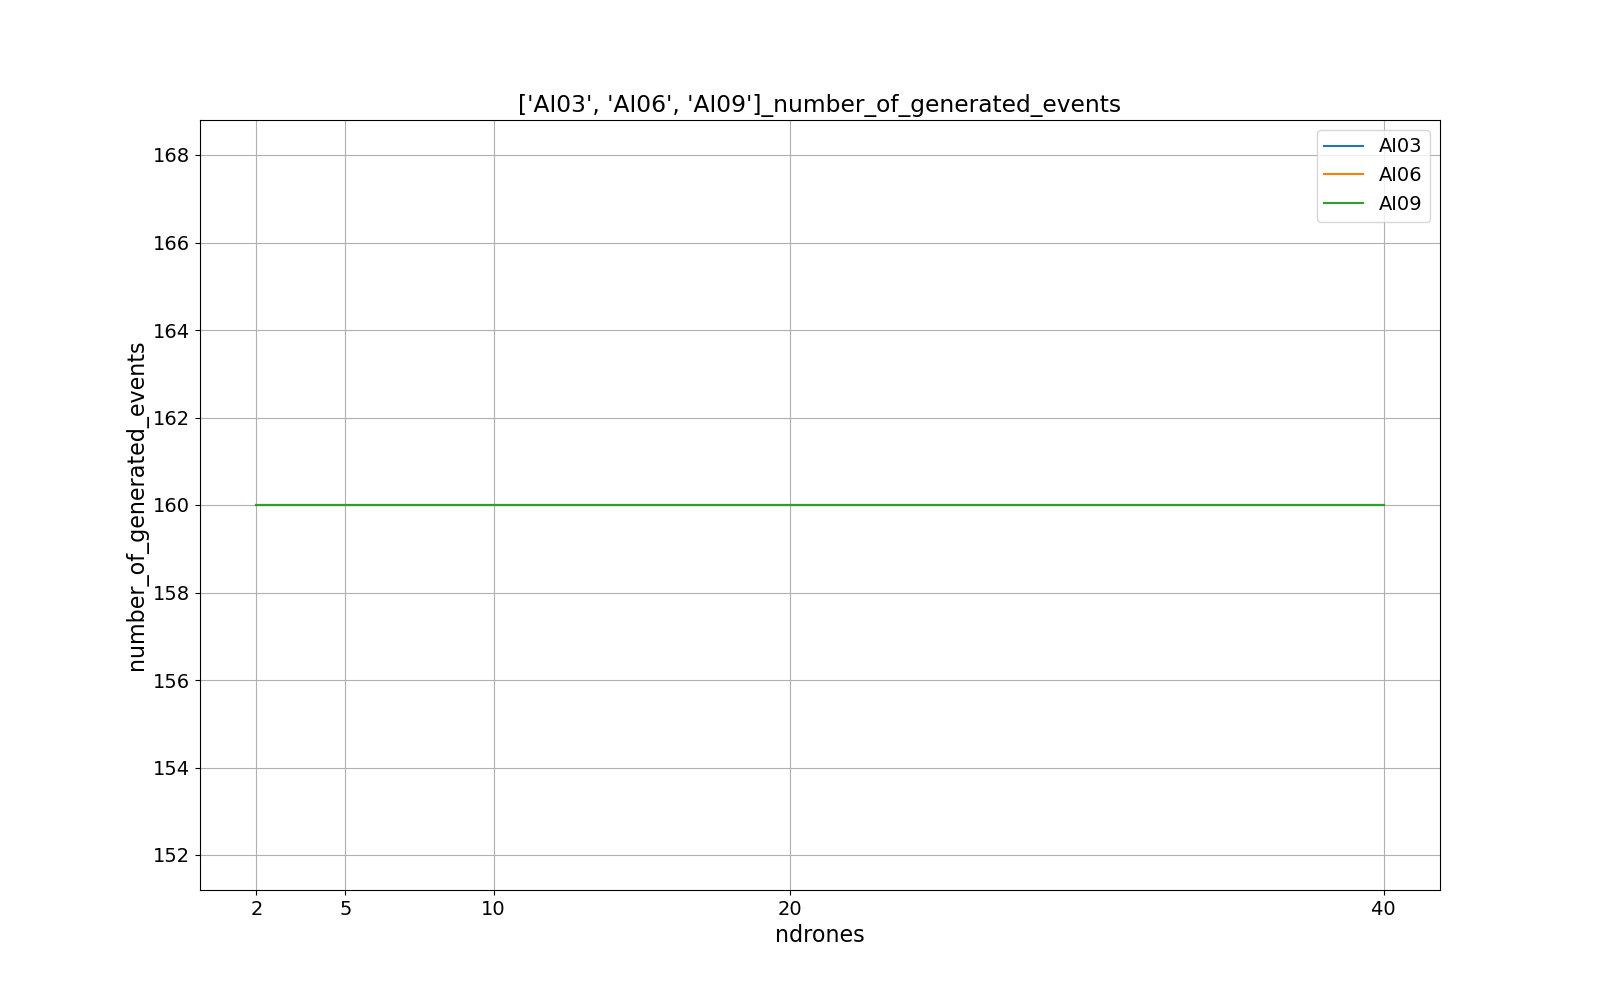 ['AI03', 'AI06', 'AI09']_number_of_generated_events
AI03
AI06
AI09
168
166
164
162
160
158
156
154
152
number_of_generated_events
2 5 10 20 40
ndrones